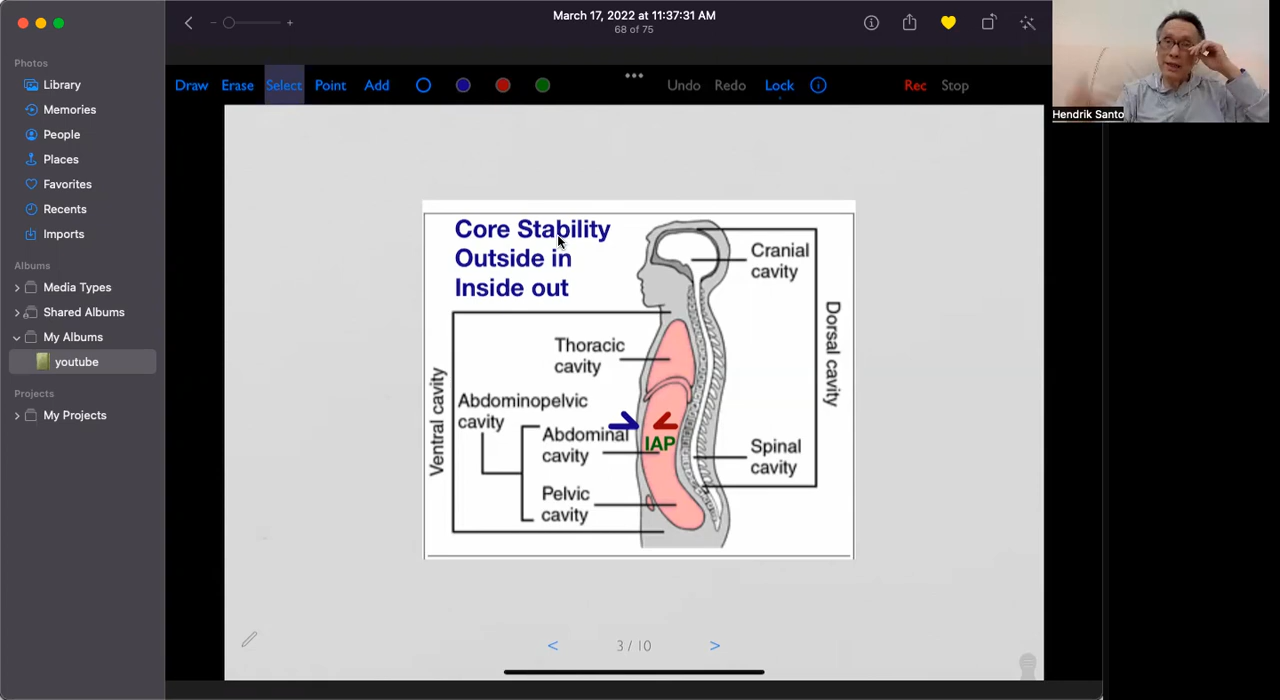 March 17, 2022 at 11:37:31 AM
68 of 75
Photos
Library
Memories
People
Places
Favorites
Recents
Imports
Albums
Media Types
Shared Albums
My Albums
youtube
Projects
My Projects
Draw Erase Select Point Add Undo Redo Lock Rec Stop
Hendrik Santo
Core Stability
Outside in
Inside out
Cranial
cavity
Dorsal cavity
Thoracic
cavity
Ventral cavity
Abdominopelvic
cavity
Abdominal
cavity
IAP
Spinal
cavity
Pelvic
cavity
< 3 / 10 >